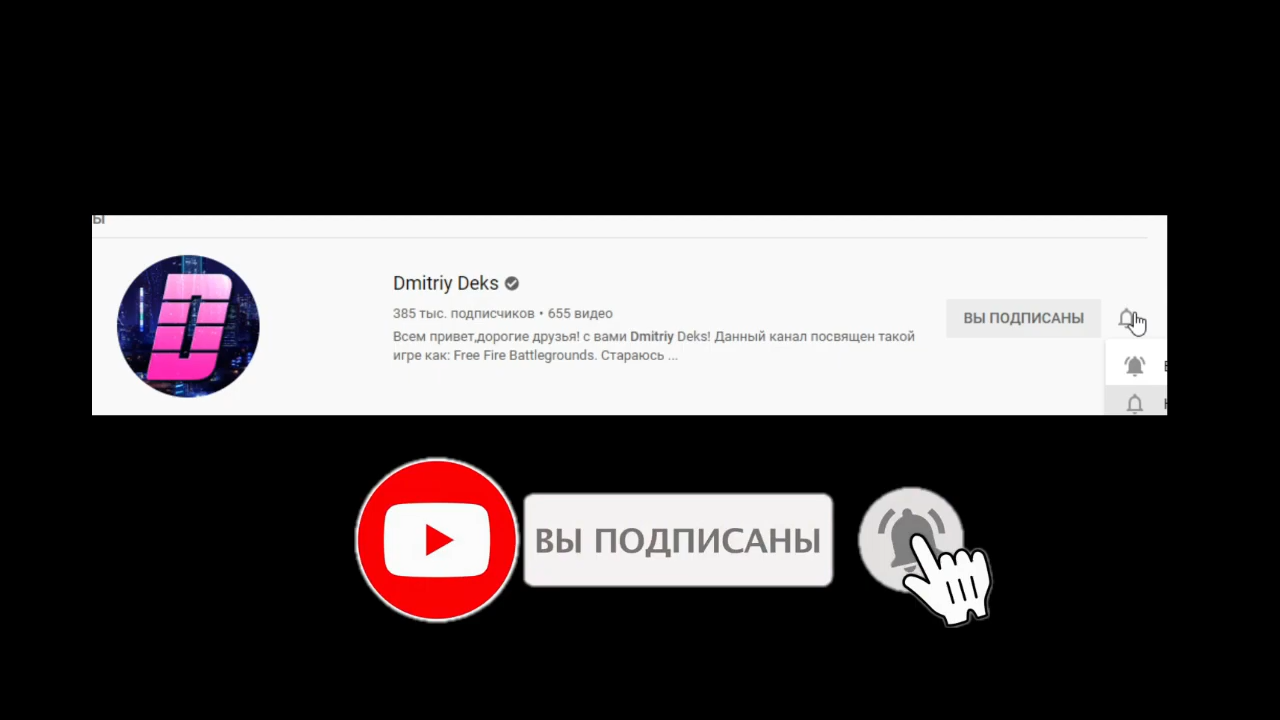 ы
Dmitriy Deks
385 тыс. подписчиков • 655 видео
Всем привет,дорогие друзья! с вами Dmitriy Deks! Данный канал посвящен такой
игре как: Free Fire Battlegrounds. Стараюсь ...
ВЫ ПОДПИСАНЫ
ВЫ ПОДПИСАНЫ